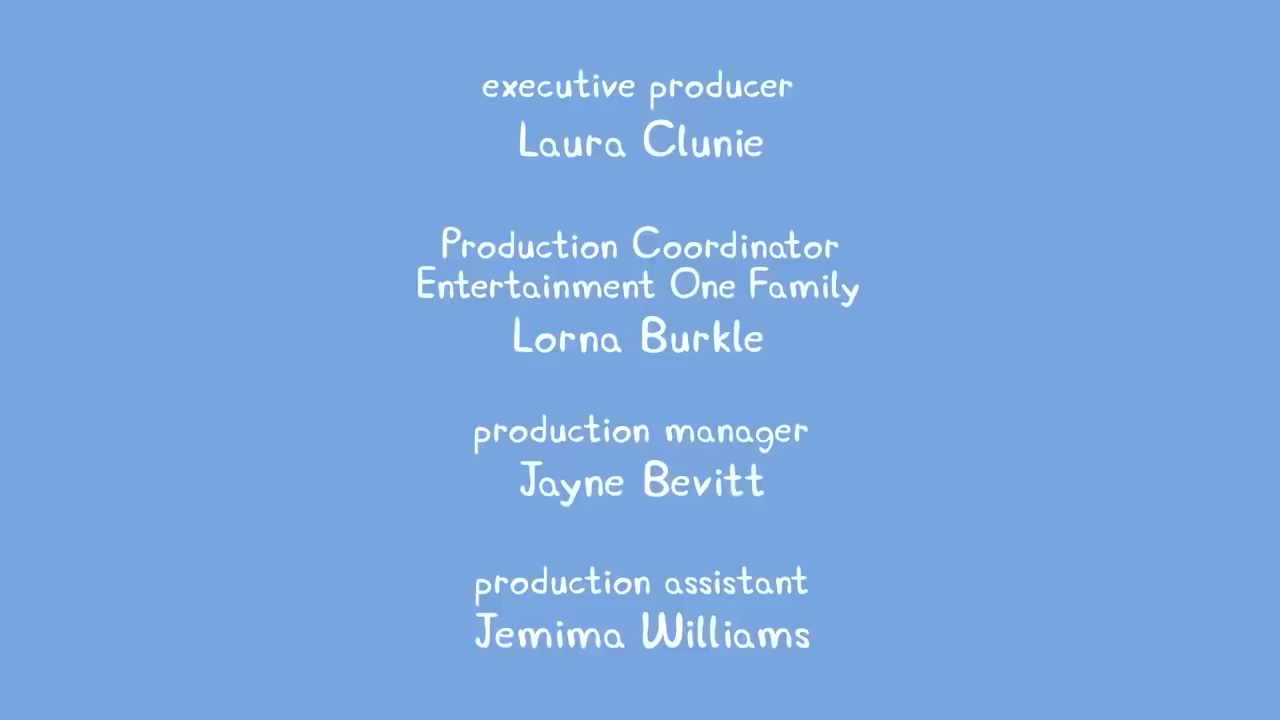 executive producer
Laura Clunie
Production Coordinator
Entertainment One Family
Lorna Burkle
production manager
Jayne Bevitt
production assistant
Jemima Williams